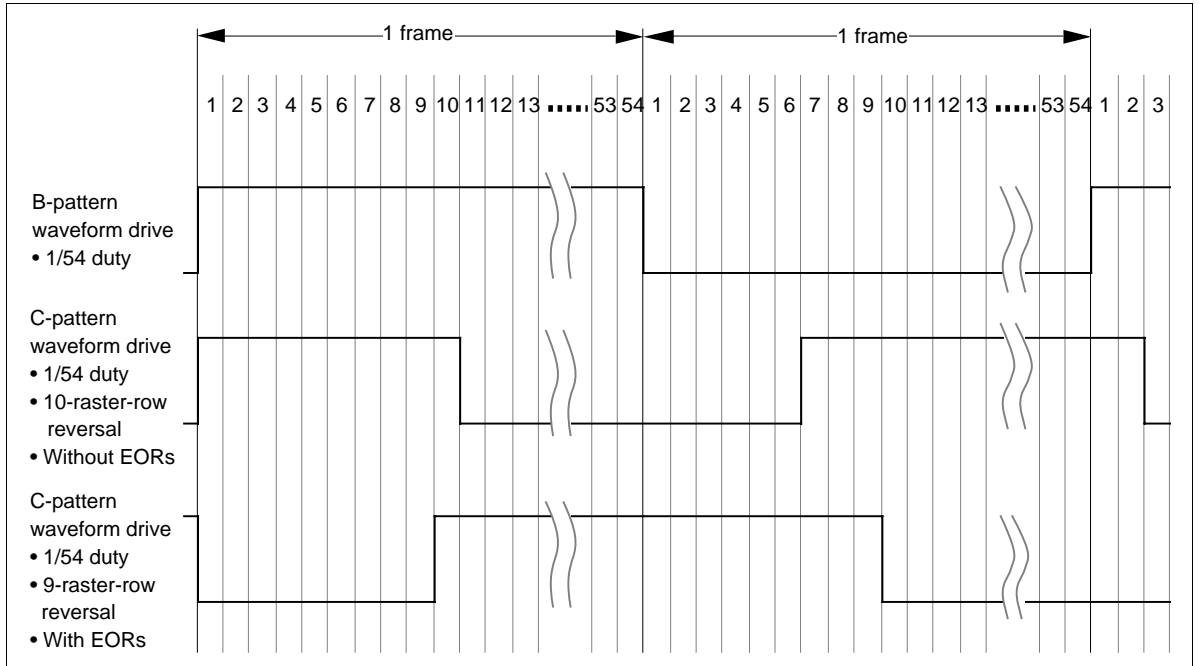 1 frame 1 frame
1 2 3 4 5 6 7 8 9 10 11 12 13 ...... 53 54 1 2 3 4 5 6 7 8 9 10 11 12 13 ...... 53 54 1 2 3
B-pattern
waveform drive
• 1/54 duty
C-pattern
waveform drive
• 1/54 duty
• 10-raster-row
reversal
• Without EORs
C-pattern
waveform drive
• 1/54 duty
• 9-raster-row
reversal
• With EORs